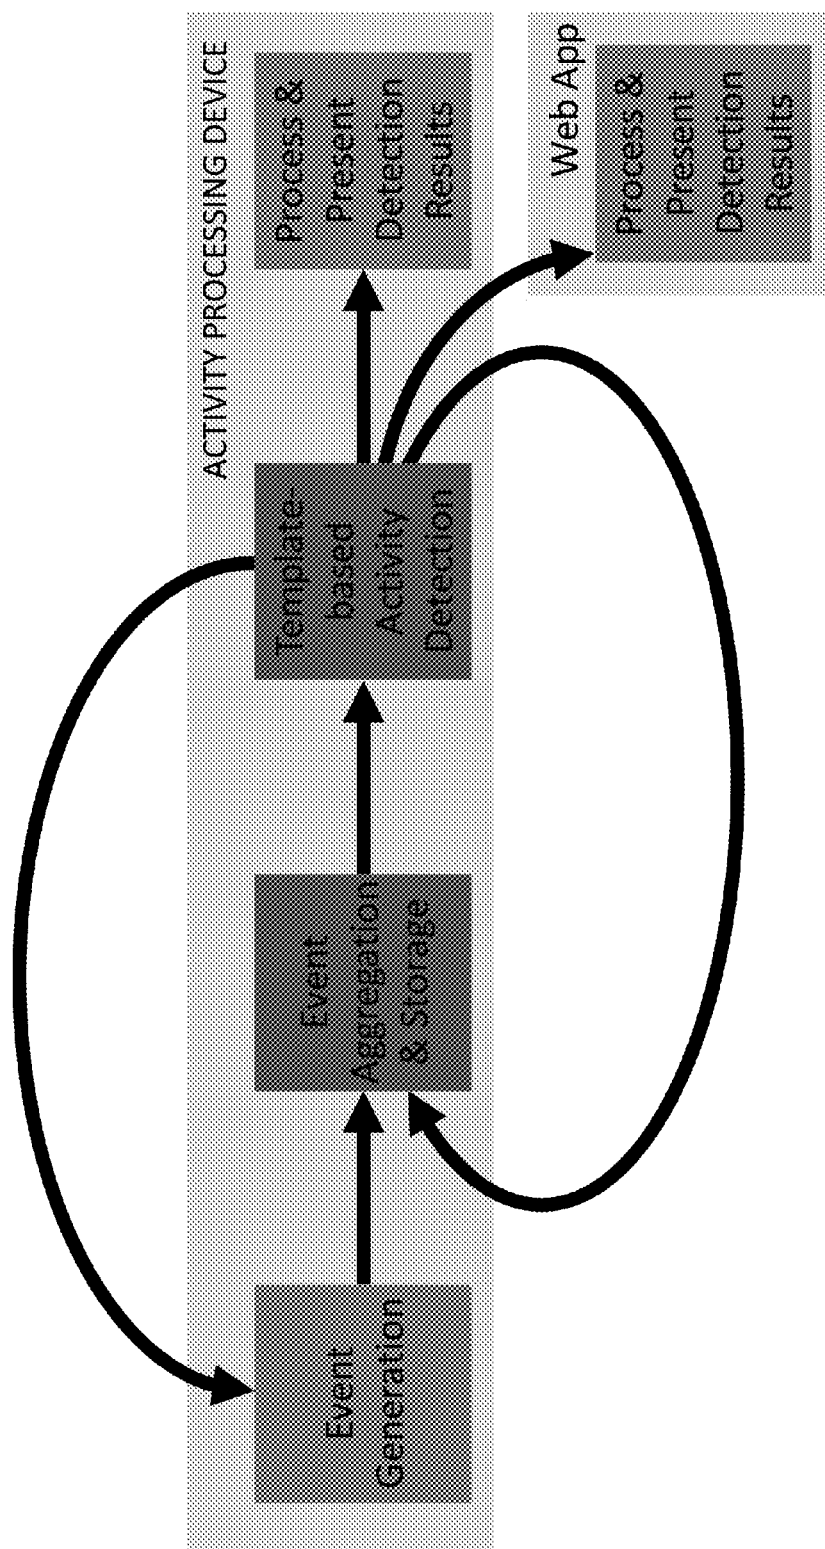 ACTIVITY PROCESSING DEVICE
Event
Generation
Event
Aggregation
& Storage
Template-
based
Activity
Detection
Process &
Present
Detection
Results
Web App
Process &
Present
Detection
Results